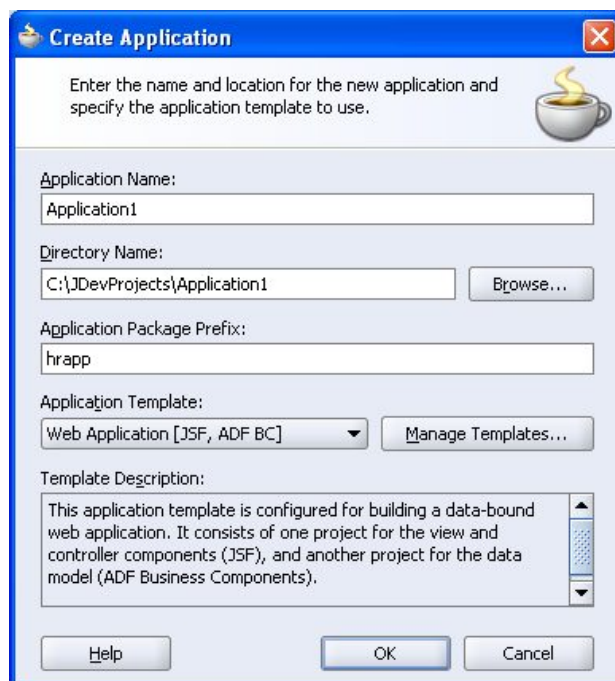 Create Application
Enter the name and location for the new application and
specify the application template to use.
Application Name:
Application1
Directory Name:
C:\JDevProjects\Application1
Browse...
Application Package Prefix:
hrapp
Application Template:
Web Application [JSF, ADF BC]
Manage Templates...
Template Description:
This application template is configured for building a data-bound
web application. It consists of one project for the view and
controller components (JSF), and another project for the data
model (ADF Business Components).
Help
OK
Cancel